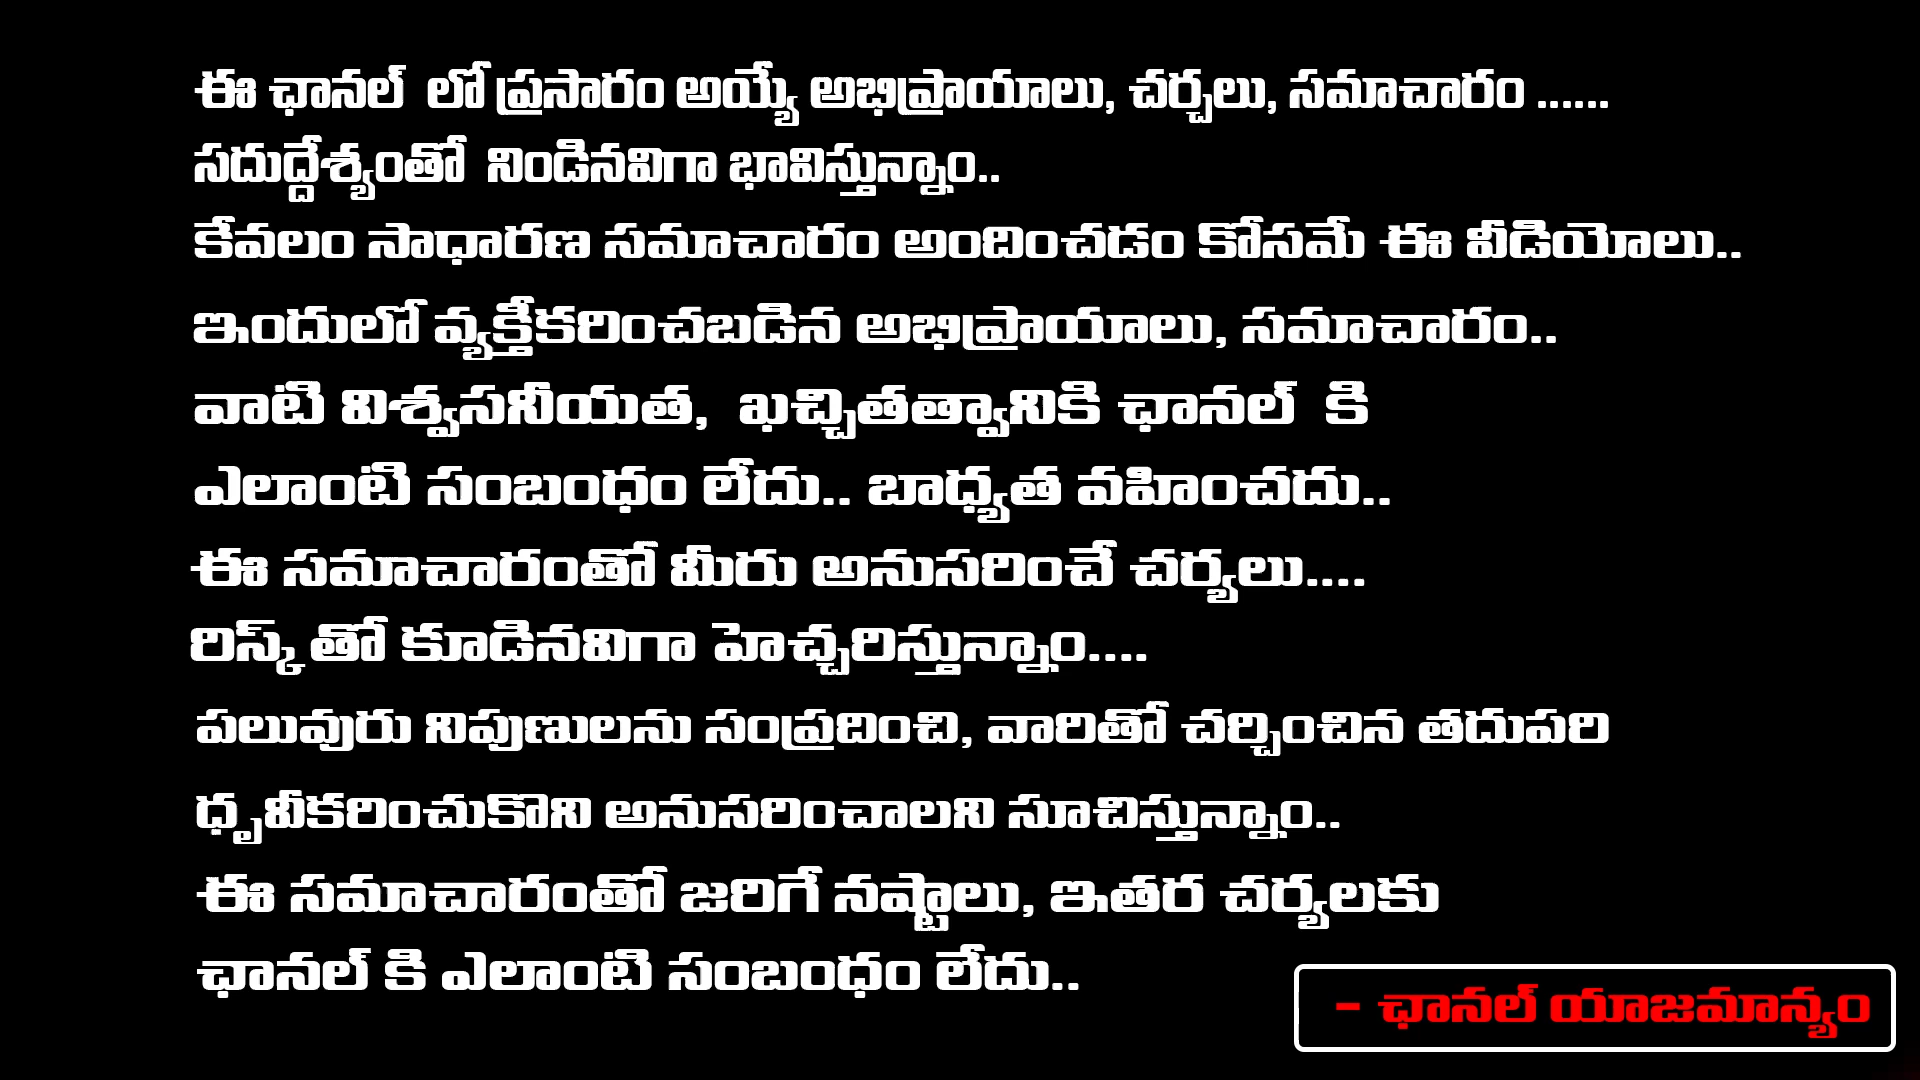 ఈ ఛానల్ లో ప్రసారం అయ్యే అభిప్రాయాలు, చర్చలు, సమాచారం ......
సదుద్దేశ్యంతో నిండినవిగా భావిస్తున్నాం..
కేవలం సాధారణ సమాచారం అందించడం కోసమే ఈ వీడియోలు..
ఇందులో వ్యక్తీకరించబడిన అభిప్రాయాలు, సమాచారం..
వాటి విశ్వసనీయత, ఖచ్చితత్వానికి ఛానల్ కి
ఎలాంటి సంబంధం లేదు.. బాధ్యత వహించదు..
ఈ సమాచారంతో మీరు అనుసరించే చర్యలు....
రిస్క్ తో కూడినవిగా హెచ్చరిస్తున్నాం....
పలువురు నిపుణులను సంప్రదించి, వారితో చర్చించిన తదుపరి
ధృవీకరించుకొని అనుసరించాలని సూచిస్తున్నాం..
ఈ సమాచారంతో జరిగే నష్టాలు, ఇతర చర్యలకు
ఛానల్ కి ఎలాంటి సంబంధం లేదు..
- ఛానల్ యాజమాన్యం